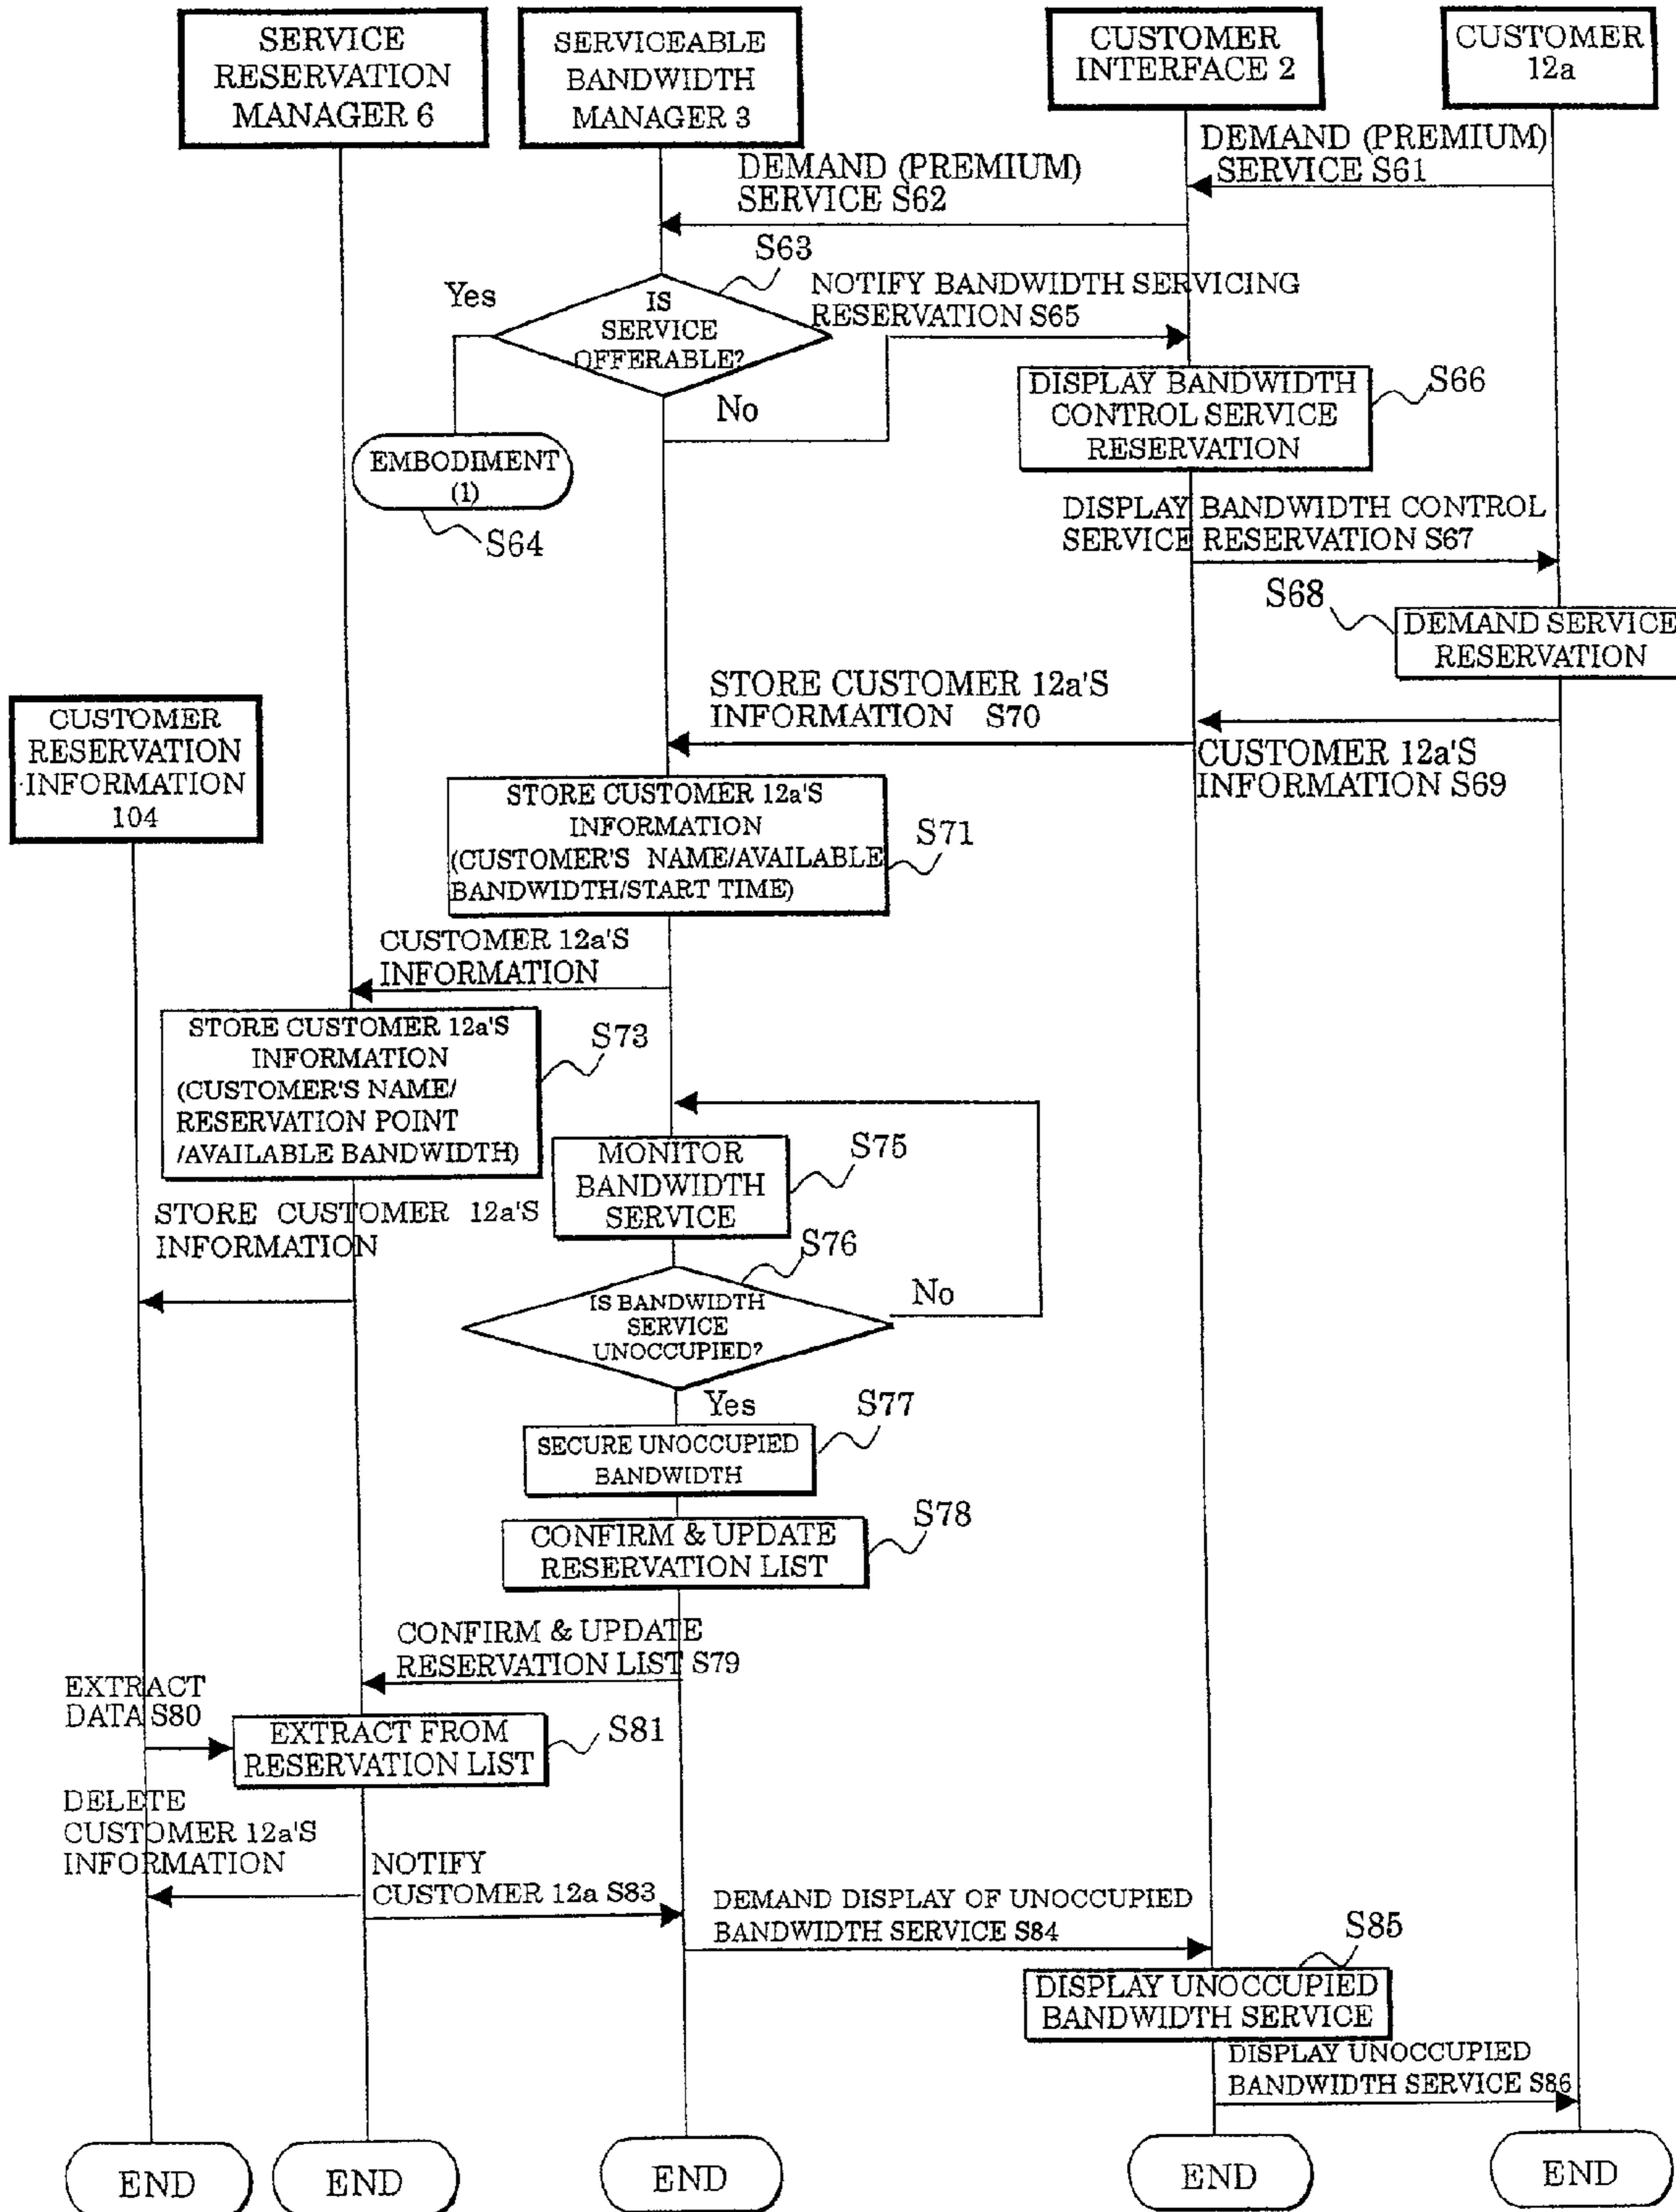 SERVICE
RESERVATION
MANAGER 6
SERVICEABLE
BANDWIDTH
MANAGER 3
CUSTOMER
INTERFACE 2
CUSTOMER
12a
DEMAND (PREMIUM)
SERVICE S61
DEMAND (PREMIUM)
SERVICE S62
S63
Yes
IS
SERVICE
OFFERABLE?
NOTIFY BANDWIDTH SERVICING
RESERVATION S65
No
DISPLAY BANDWIDTH
CONTROL SERVICE
RESERVATION
S66
EMBODIMENT
(1)
S64
DISPLAY BANDWIDTH CONTROL
SERVICE RESERVATION S67
S68
DEMAND SERVICE
RESERVATION
STORE CUSTOMER 12a'S
INFORMATION S70
CUSTOMER 12a'S
INFORMATION S69
CUSTOMER
RESERVATION
INFORMATION
104
STORE CUSTOMER 12a'S
INFORMATION
(CUSTOMER'S NAME/AVAILABLE
BANDWIDTH/START TIME)
S71
CUSTOMER 12a'S
INFORMATION
STORE CUSTOMER 12a'S
INFORMATION
(CUSTOMER'S NAME/
RESERVATION POINT
/AVAILABLE BANDWIDTH)
S73
MONITOR
BANDWIDTH
SERVICE
S75
STORE CUSTOMER 12a'S
INFORMATION
S76
IS BANDWIDTH
SERVICE
UNOCCUPIED?
No
Yes
S77
SECURE UNOCCUPIED
BANDWIDTH
S78
CONFIRM & UPDATE
RESERVATION LIST
CONFIRM & UPDATE
RESERVATION LIST S79
EXTRACT
DATA S80
EXTRACT FROM
RESERVATION LIST
S81
DELETE
CUSTOMER 12a'S
INFORMATION
NOTIFY
CUSTOMER 12a S83
DEMAND DISPLAY OF UNOCCUPIED
BANDWIDTH SERVICE S84
S85
DISPLAY UNOCCUPIED
BANDWIDTH SERVICE
DISPLAY UNOCCUPIED
BANDWIDTH SERVICE S86
END
END
END
END
END